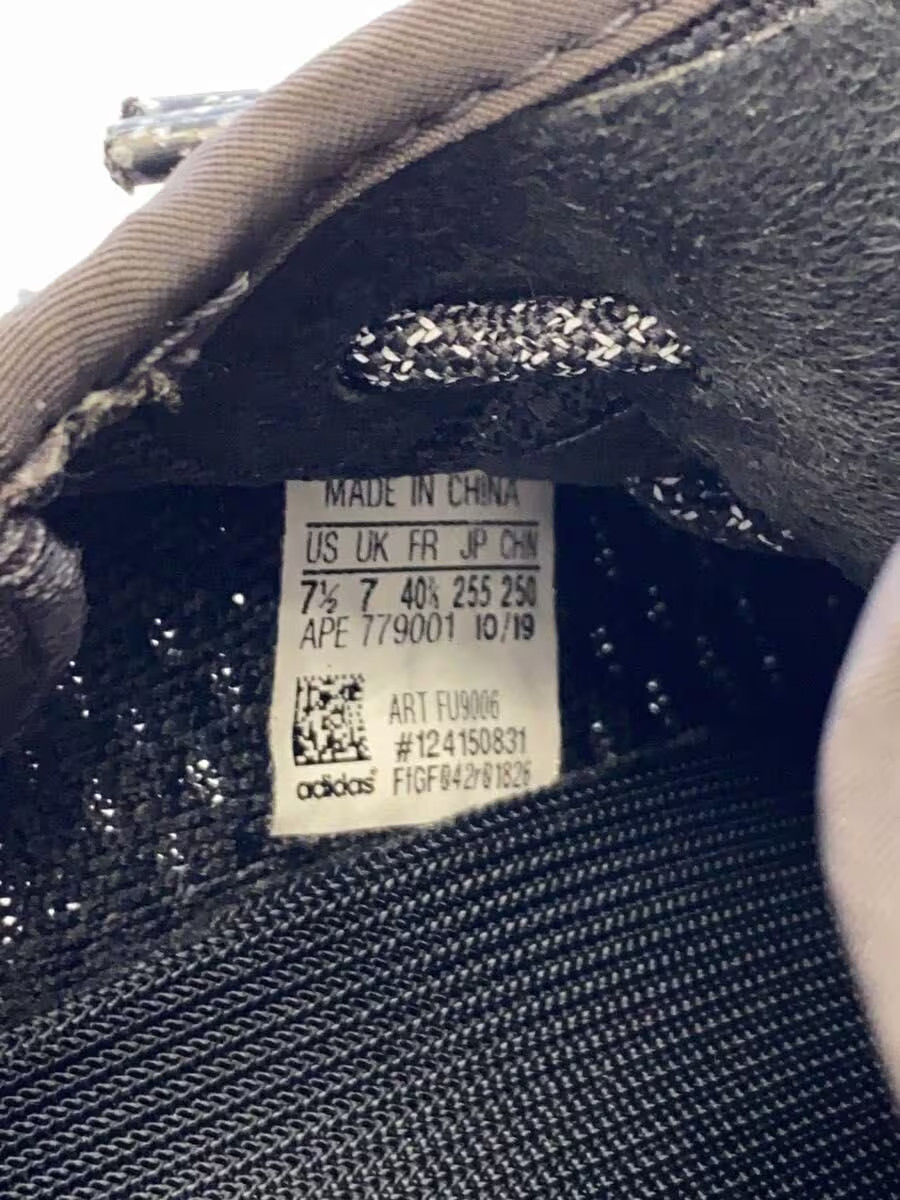 MADE IN CHINA
US UK FR JP CHN
7½ 7 40⅔ 255 250
APE 779001 10/19
ART FU9006
#124150831
adidas® F1GF042r01826